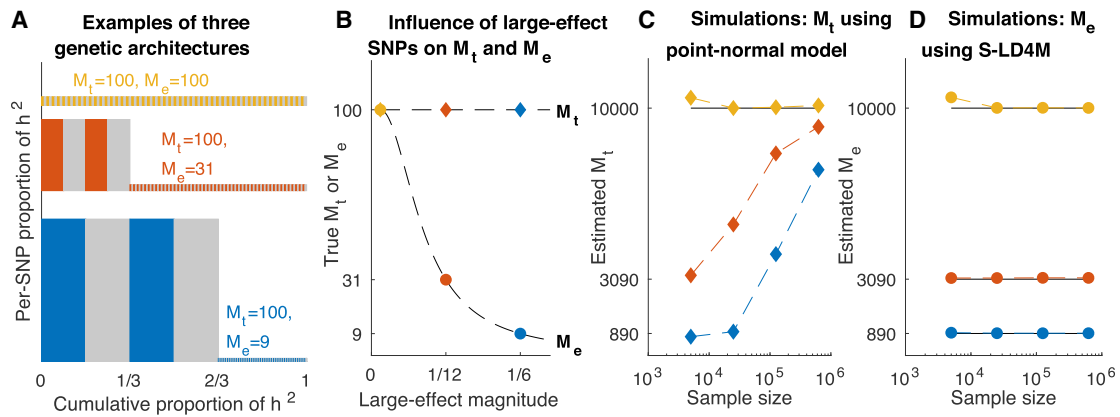 A Examples of three
genetic architectures
Per-SNP proportion of h²
Mₜ=100, Mₑ=100
Mₜ=100,
Mₑ=31
Mₜ=100,
Mₑ=9
0 1/3 2/3 1
Cumulative proportion of h²
B Influence of large-effect
SNPs on Mₜ and Mₑ
True Mₜ or Mₑ
100
31
9
Mₜ
Mₑ
0 1/12 1/6
Large-effect magnitude
C Simulations: Mₜ using
point-normal model
Estimated Mₜ
10000
3090
890
10³ 10⁴ 10⁵ 10⁶
Sample size
D Simulations: Mₑ
using S-LD4M
Estimated Mₑ
10000
3090
890
10³ 10⁴ 10⁵ 10⁶
Sample size